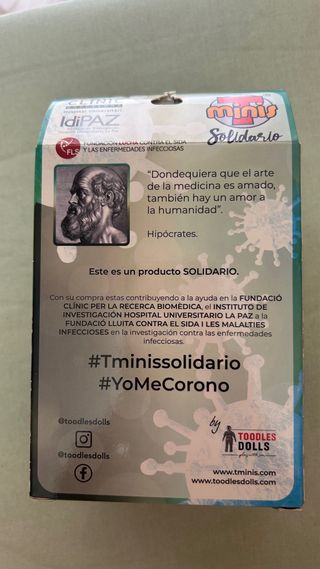 CLÍNIC
IdiPAZ
T
minis
Solidario
FLS
FUNDACIÓN LUCHA CONTRA EL SIDA
Y LAS ENFERMEDADES INFECCIOSAS
“Dondequiera que el arte
de la medicina es amado,
también hay un amor a
la humanidad”.
Hipócrates.
Este es un producto SOLIDARIO.
Con su compra estas contribuyendo a la ayuda en la FUNDACIÓ
CLÍNIC PER LA RECERCA BIOMÈDICA, el INSTITUTO DE
INVESTIGACIÓN HOSPITAL UNIVERSITARIO LA PAZ a la
FUNDACIÓ LLUITA CONTRA EL SIDA I LES MALALTIES
INFECCIOSES en la investigación contra las enfermedades
infecciosas.
#Tminissolidario
#YoMeCorono
@toodlesdolls
@toodlesdolls
by
TOODLES
DOLLS
www.tminis.com
www.toodlesdolls.com